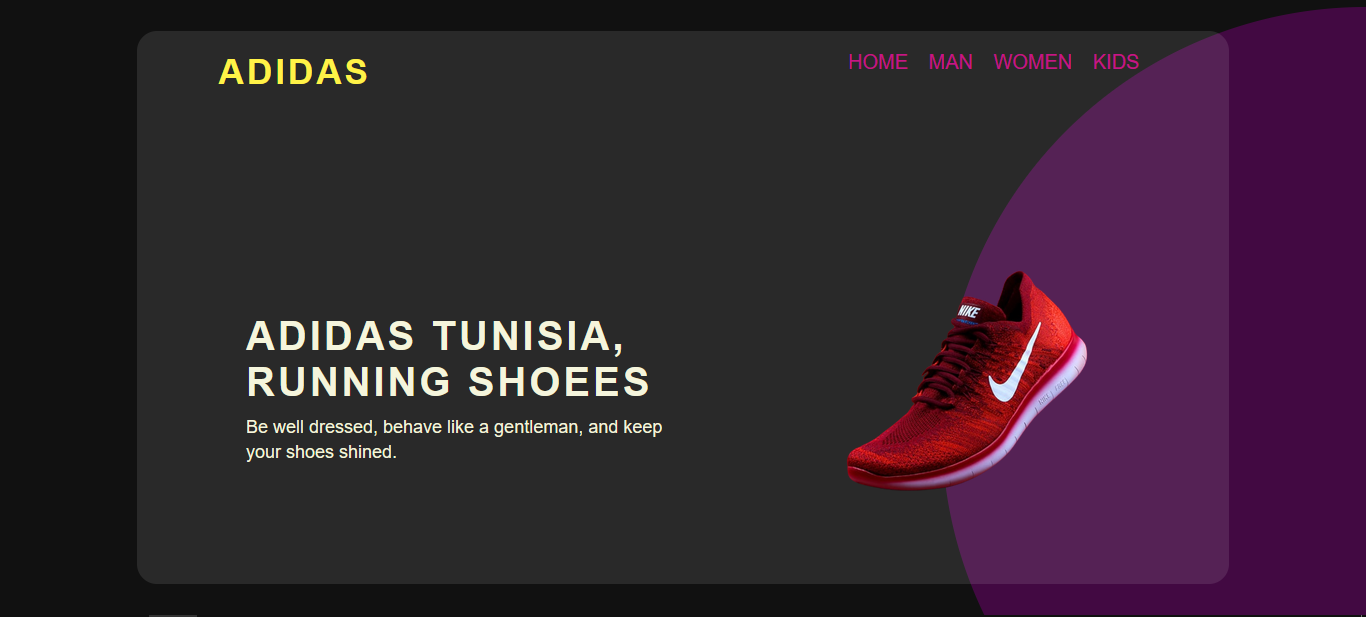 ADIDAS
HOME MAN WOMEN KIDS
ADIDAS TUNISIA,
RUNNING SHOEES
Be well dressed, behave like a gentleman, and keep
your shoes shined.
NIKE